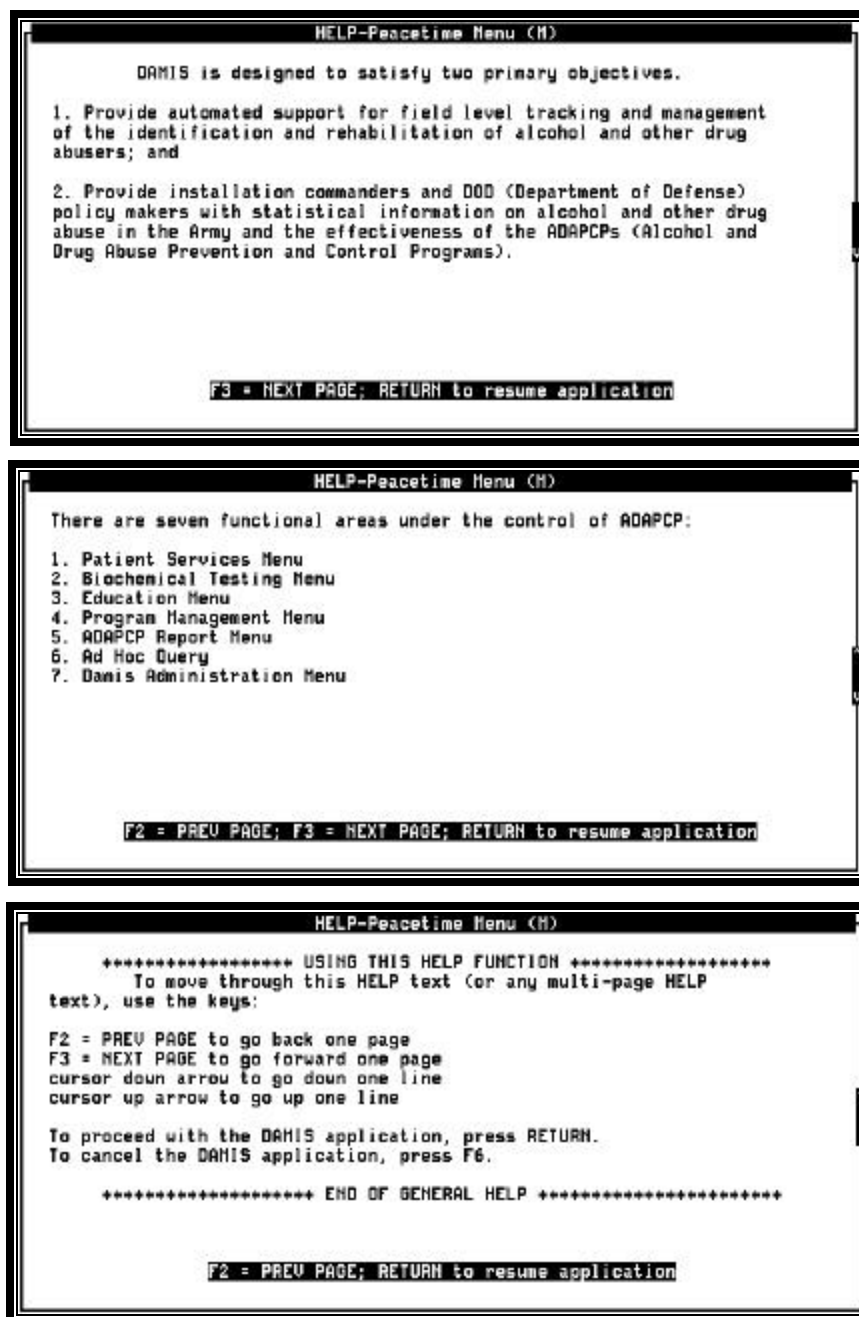 HELP-Peacetime Menu (M)
DAMIS is designed to satisfy two primary objectives.
1. Provide automated support for field level tracking and management
of the identification and rehabilitation of alcohol and other drug
abusers; and
2. Provide installation commanders and DOD (Department of Defense)
policy makers with statistical information on alcohol and other drug
abuse in the Army and the effectiveness of the ADAPCPs (Alcohol and
Drug Abuse Prevention and Control Programs).
F3 = NEXT PAGE; RETURN to resume application
HELP-Peacetime Menu (M)
There are seven functional areas under the control of ADAPCP:
1. Patient Services Menu
2. Biochemical Testing Menu
3. Education Menu
4. Program Management Menu
5. ADAPCP Report Menu
6. Ad Hoc Query
7. Damis Administration Menu
F2 = PREV PAGE; F3 = NEXT PAGE; RETURN to resume application
HELP-Peacetime Menu (M)
++++++++++++++++++ USING THIS HELP FUNCTION +++++++++++++++++++
To move through this HELP text (or any multi-page HELP
text), use the keys:
F2 = PREV PAGE to go back one page
F3 = NEXT PAGE to go forward one page
cursor down arrow to go down one line
cursor up arrow to go up one line
To proceed with the DAMIS application, press RETURN.
To cancel the DAMIS application, press F6.
++++++++++++++++++++ END OF GENERAL HELP +++++++++++++++++++++++
F2 = PREV PAGE; RETURN to resume application